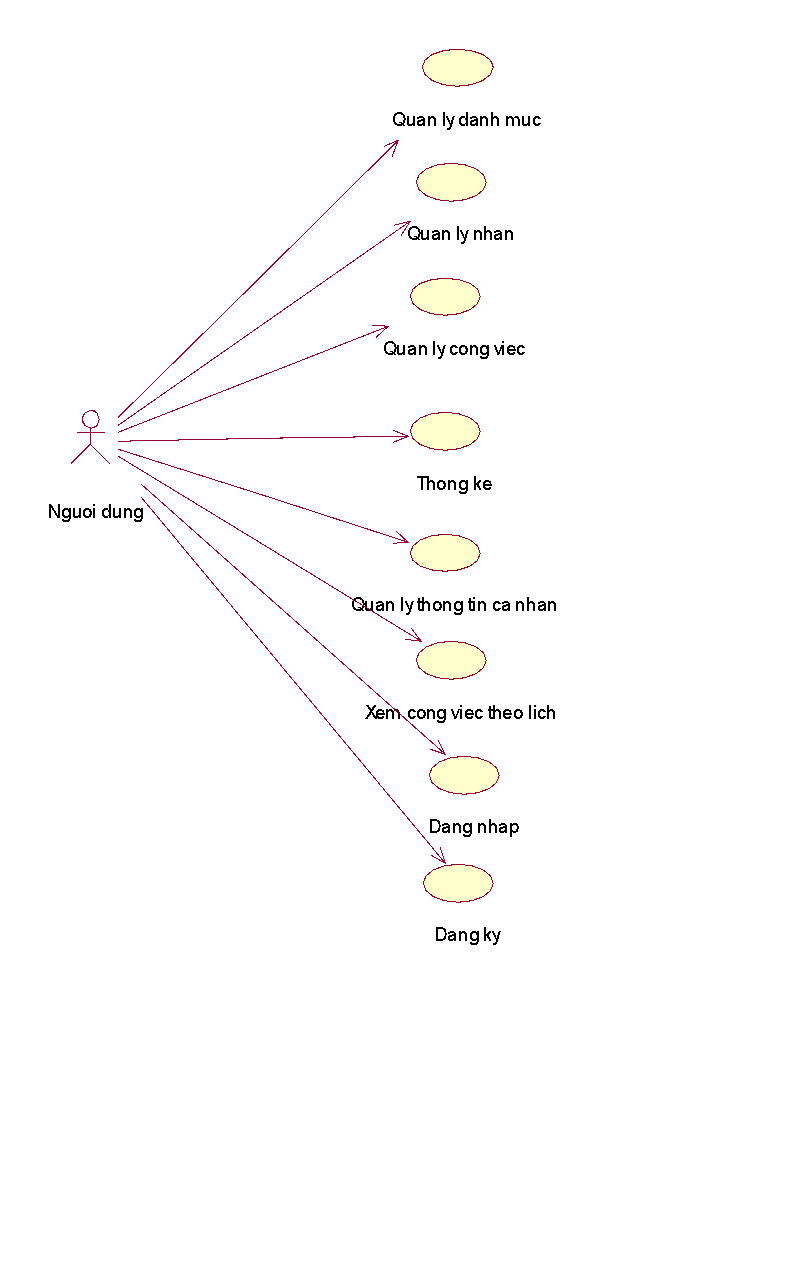 Quan ly danh muc
Quan ly nhan
Quan ly cong viec
Thong ke
Nguoi dung
Quan ly thong tin ca nhan
Xem cong viec theo lich
Dang nhap
Dang ky